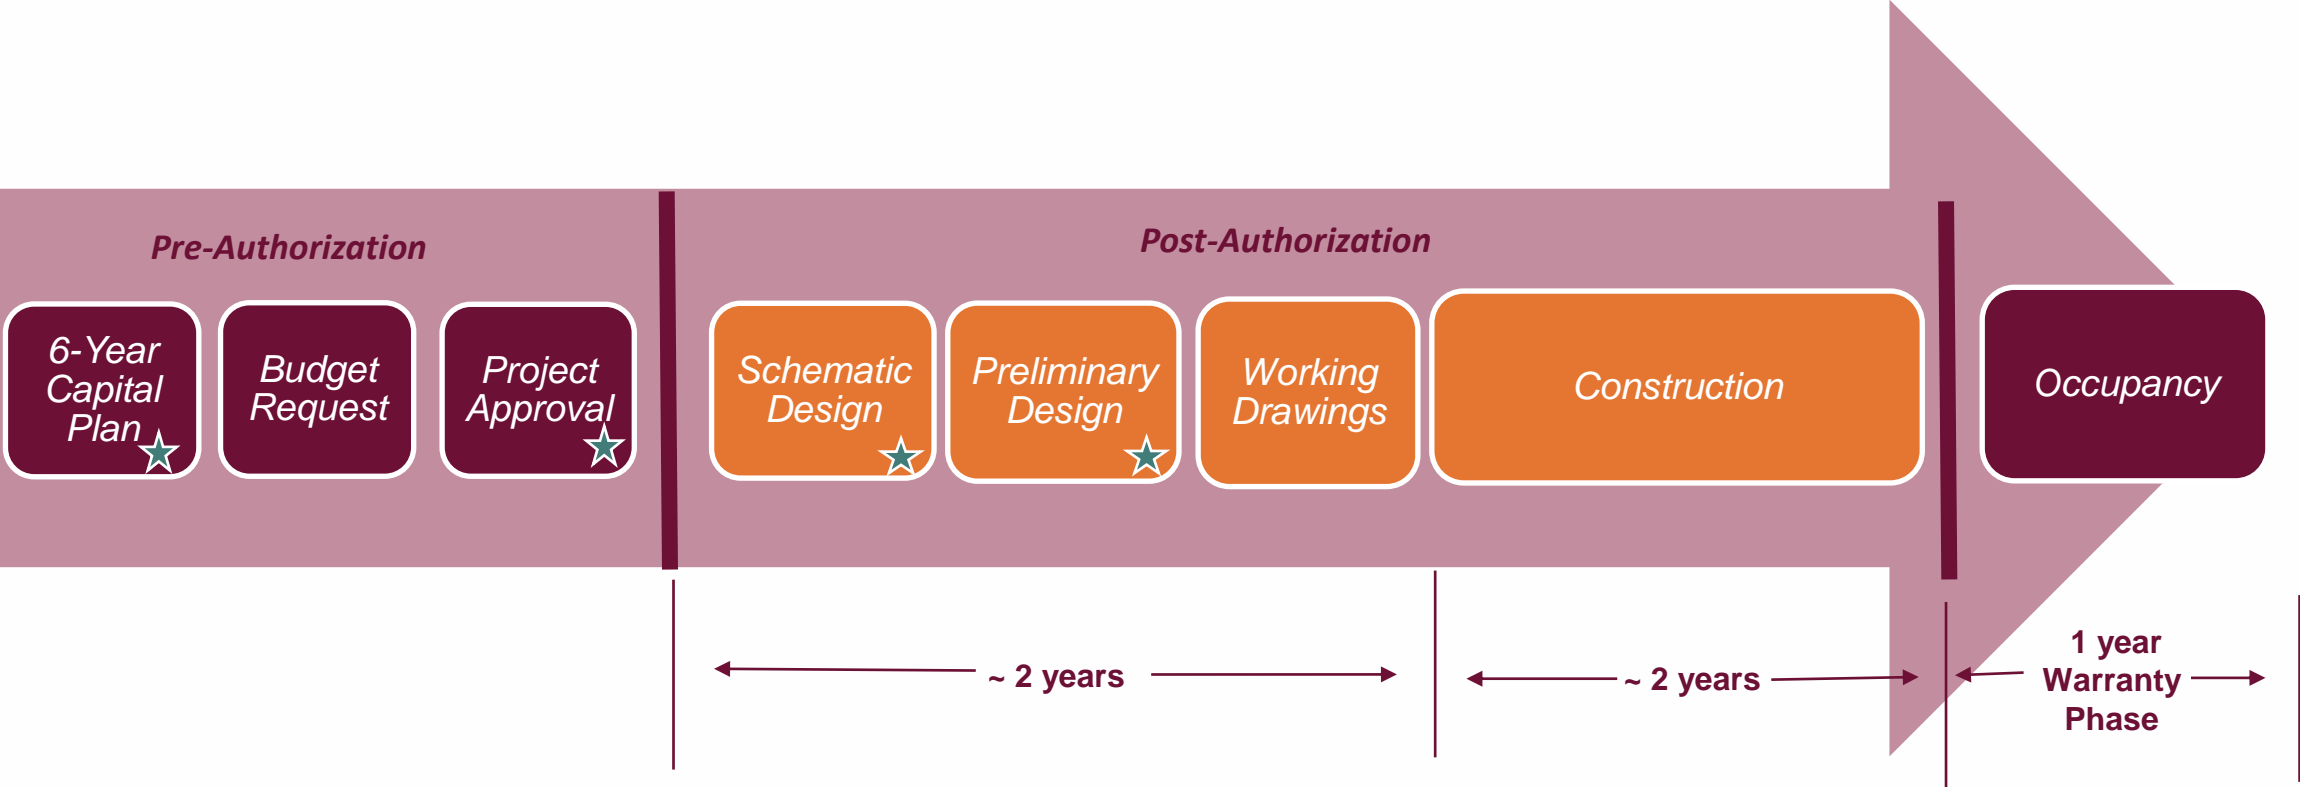 Pre-Authorization
Post-Authorization
6-Year
Capital
Plan
Budget
Request
Project
Approval
Schematic
Design
Preliminary
Design
Working
Drawings
Construction
Occupancy
~ 2 years
~ 2 years
1 year
Warranty
Phase